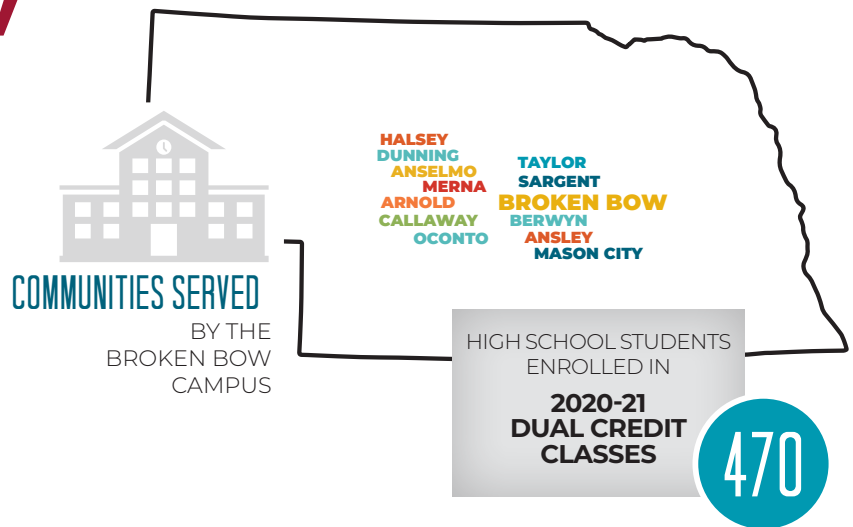 HALSEY
DUNNING
ANSELMO
MERNA
ARNOLD
CALLAWAY
OCONTO
TAYLOR
SARGENT
BROKEN BOW
BERWYN
ANSLEY
MASON CITY
COMMUNITIES SERVED
BY THE
BROKEN BOW
CAMPUS
HIGH SCHOOL STUDENTS
ENROLLED IN
2020-21
DUAL CREDIT
CLASSES
470